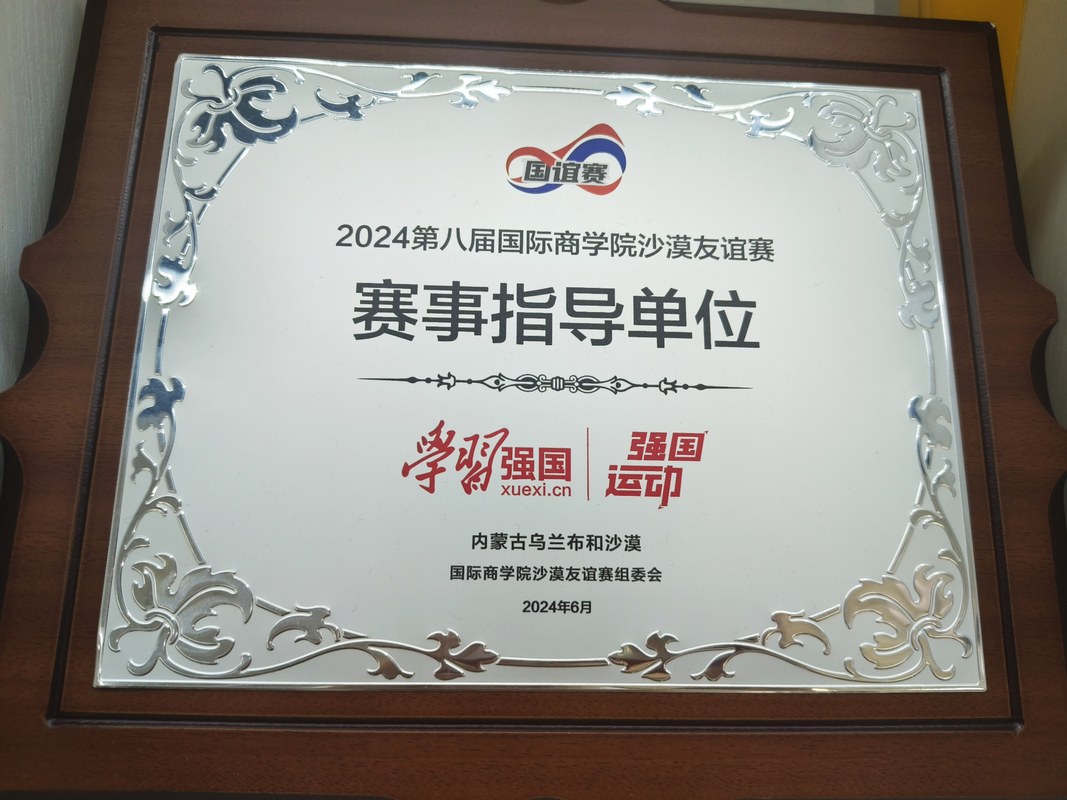 国谊赛
2024第八届国际商学院沙漠友谊赛
赛事指导单位
學習强国 强国
xuexi.cn 运动
内蒙古乌兰布和沙漠
国际商学院沙漠友谊赛组委会
2024年6月